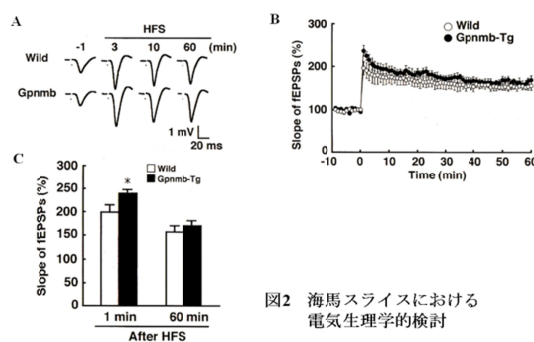 A
HFS
-1 3 10 60 (min)
Wild
Gpnmb
1 mV
20 ms
B
Wild
Gpnmb-Tg
Slope of fEPSPs (%)
300
200
100
0
-10 0 10 20 30 40 50 60
Time (min)
C
Wild
Gpnmb-Tg
Slope of fEPSPs (%)
300
250
200
150
100
50
0
*
1 min 60 min
After HFS
図2 海馬スライスにおける
電気生理学的検討